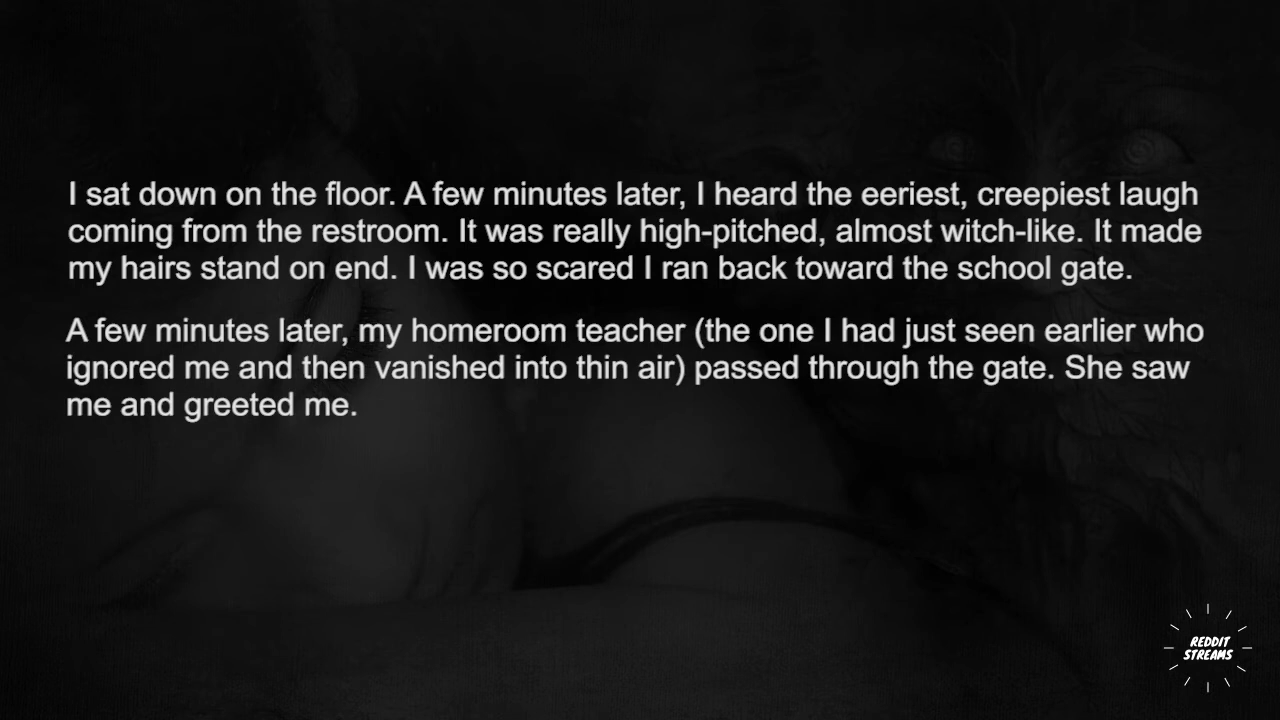 I sat down on the floor. A few minutes later, I heard the eeriest, creepiest laugh
coming from the restroom. It was really high-pitched, almost witch-like. It made
my hairs stand on end. I was so scared I ran back toward the school gate.
A few minutes later, my homeroom teacher (the one I had just seen earlier who
ignored me and then vanished into thin air) passed through the gate. She saw
me and greeted me.
REDDIT
STREAMS